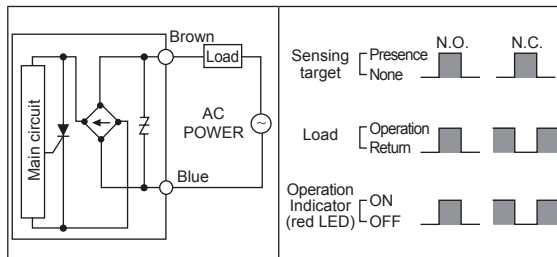 Brown
Load
Main circuit
AC
POWER
~
Blue
N.O. N.C.
Sensing
target
Presence
None
Load
Operation
Return
Operation
Indicator
(red LED)
ON
OFF